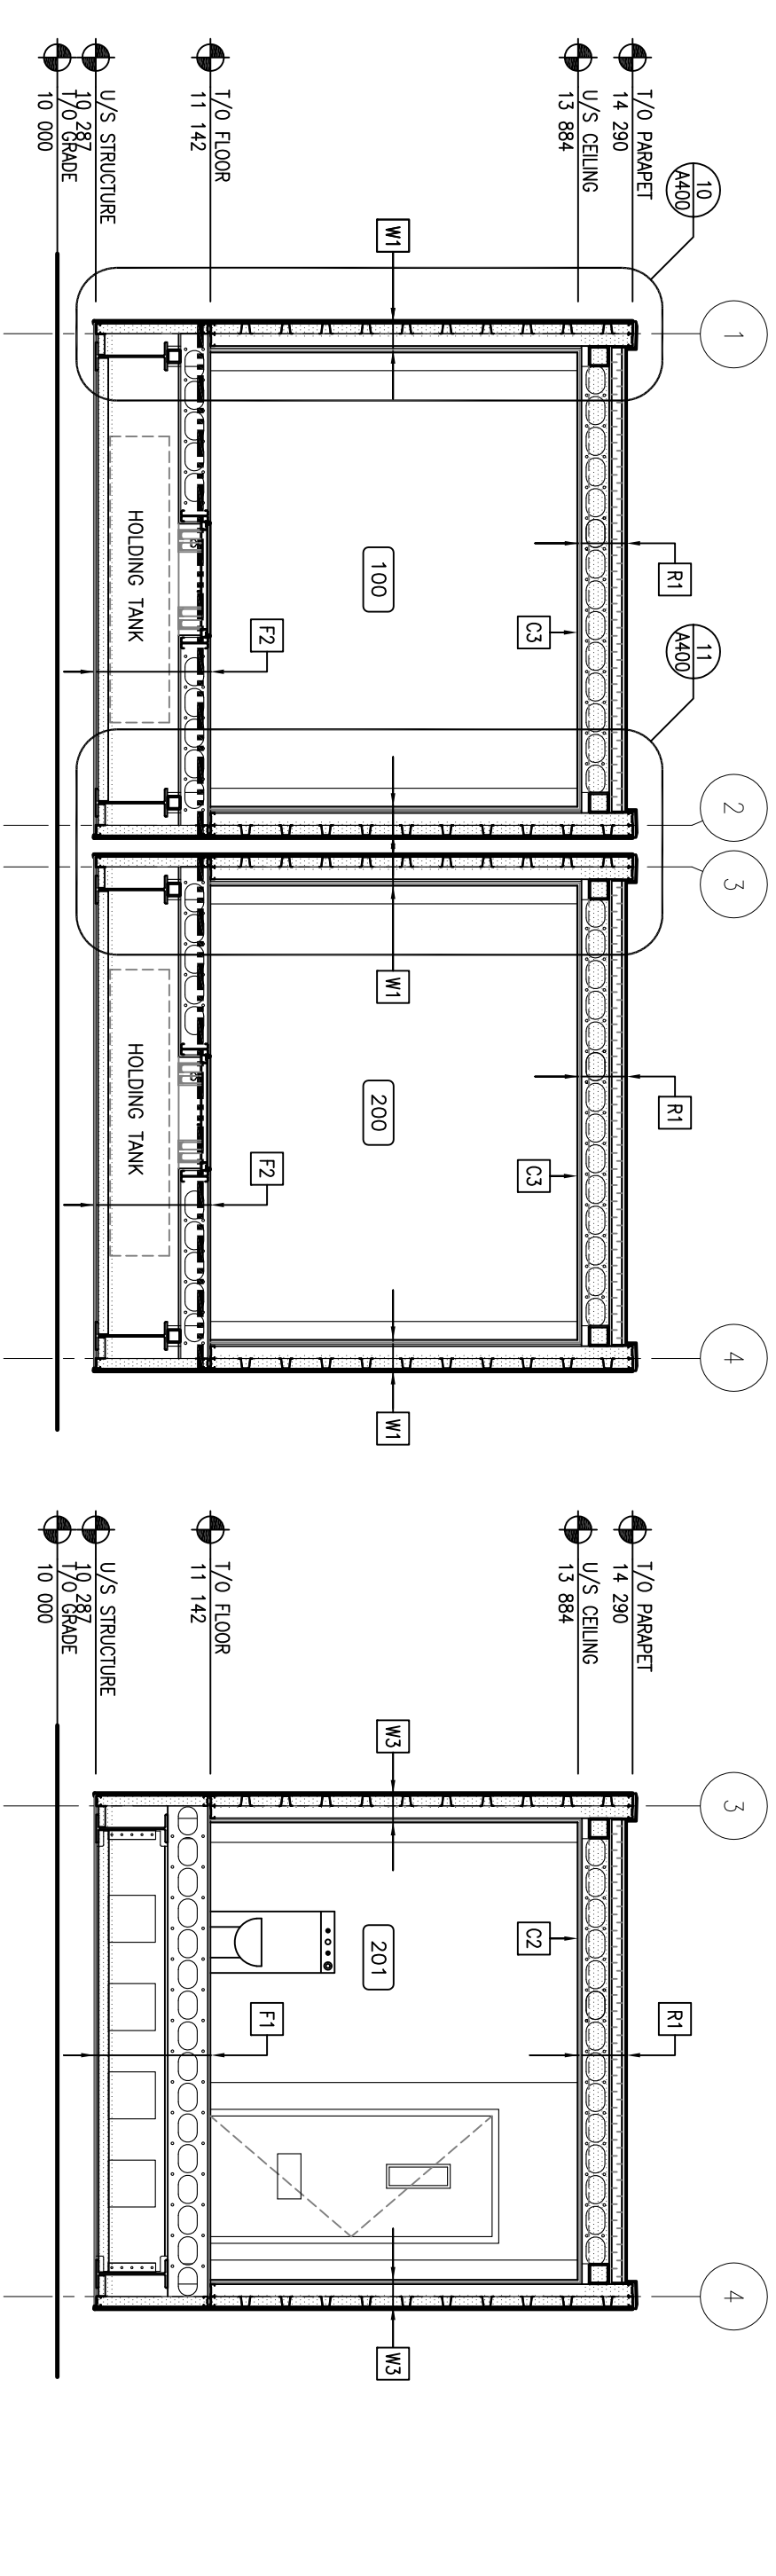 10
A400
1
11
A400
2
3
4
T/O PARAPET
14 290
U/S CEILING
13 884
T/O FLOOR
11 142
U/S STRUCTURE
10 287
T/O GRADE
10 000
R1
R1
C3
C3
W1
W1
W1
100
200
F2
F2
HOLDING TANK
HOLDING TANK
3
4
T/O PARAPET
14 290
U/S CEILING
13 884
T/O FLOOR
11 142
U/S STRUCTURE
10 287
T/O GRADE
10 000
R1
C2
W3
W3
201
F1